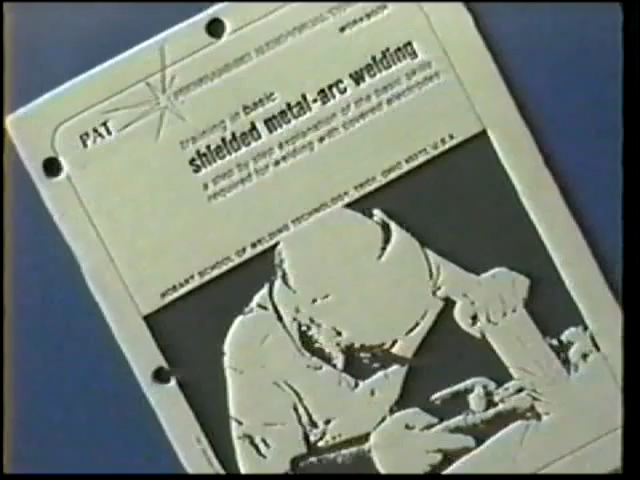 PAT
training in basic
shielded metal-arc welding
a step by step explanation of the basic skills
required for welding with covered electrodes
HOBART SCHOOL OF WELDING TECHNOLOGY, TROY, OHIO 45373, U.S.A.